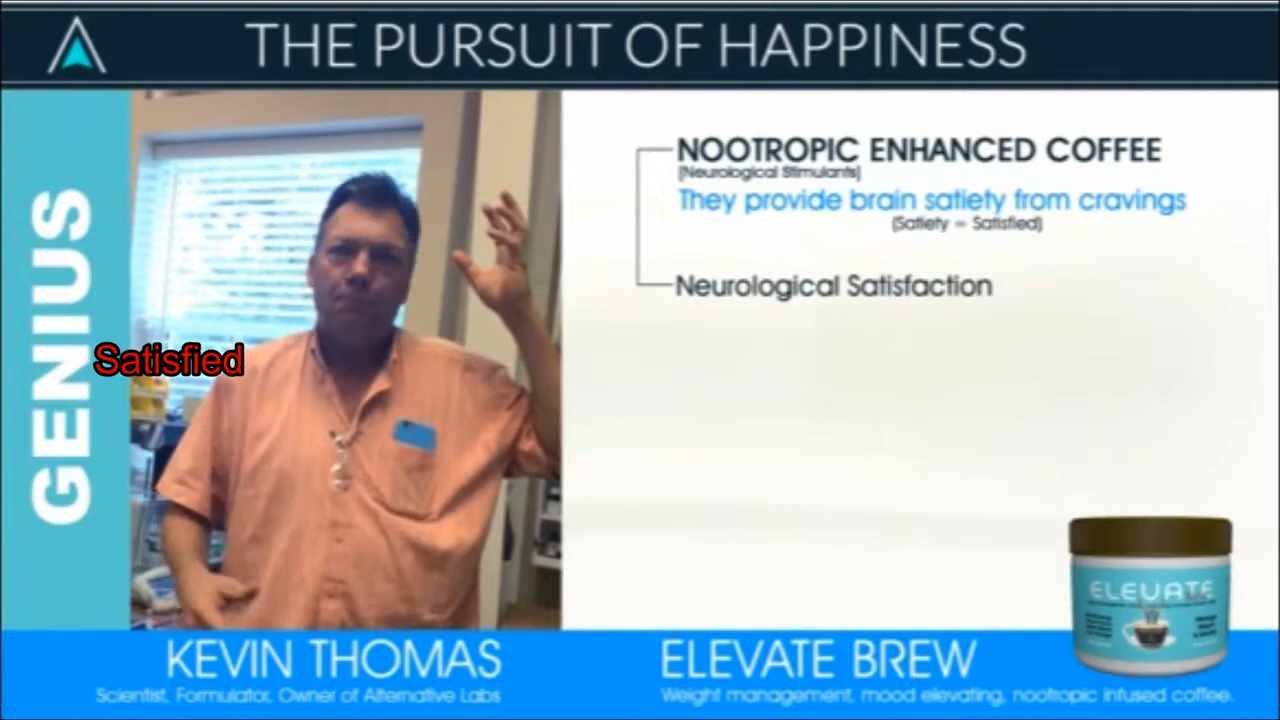 THE PURSUIT OF HAPPINESS
GENIUS
Satisfied
NOOTROPIC ENHANCED COFFEE
[Neurological Stimulants]
They provide brain satiety from cravings
(Satiety = Satisfied)
Neurological Satisfaction
ELEVATE
KEVIN THOMAS
Scientist, Formulator, Owner of Alternative Labs
ELEVATE BREW
Weight management, mood elevating, nootropic infused coffee.